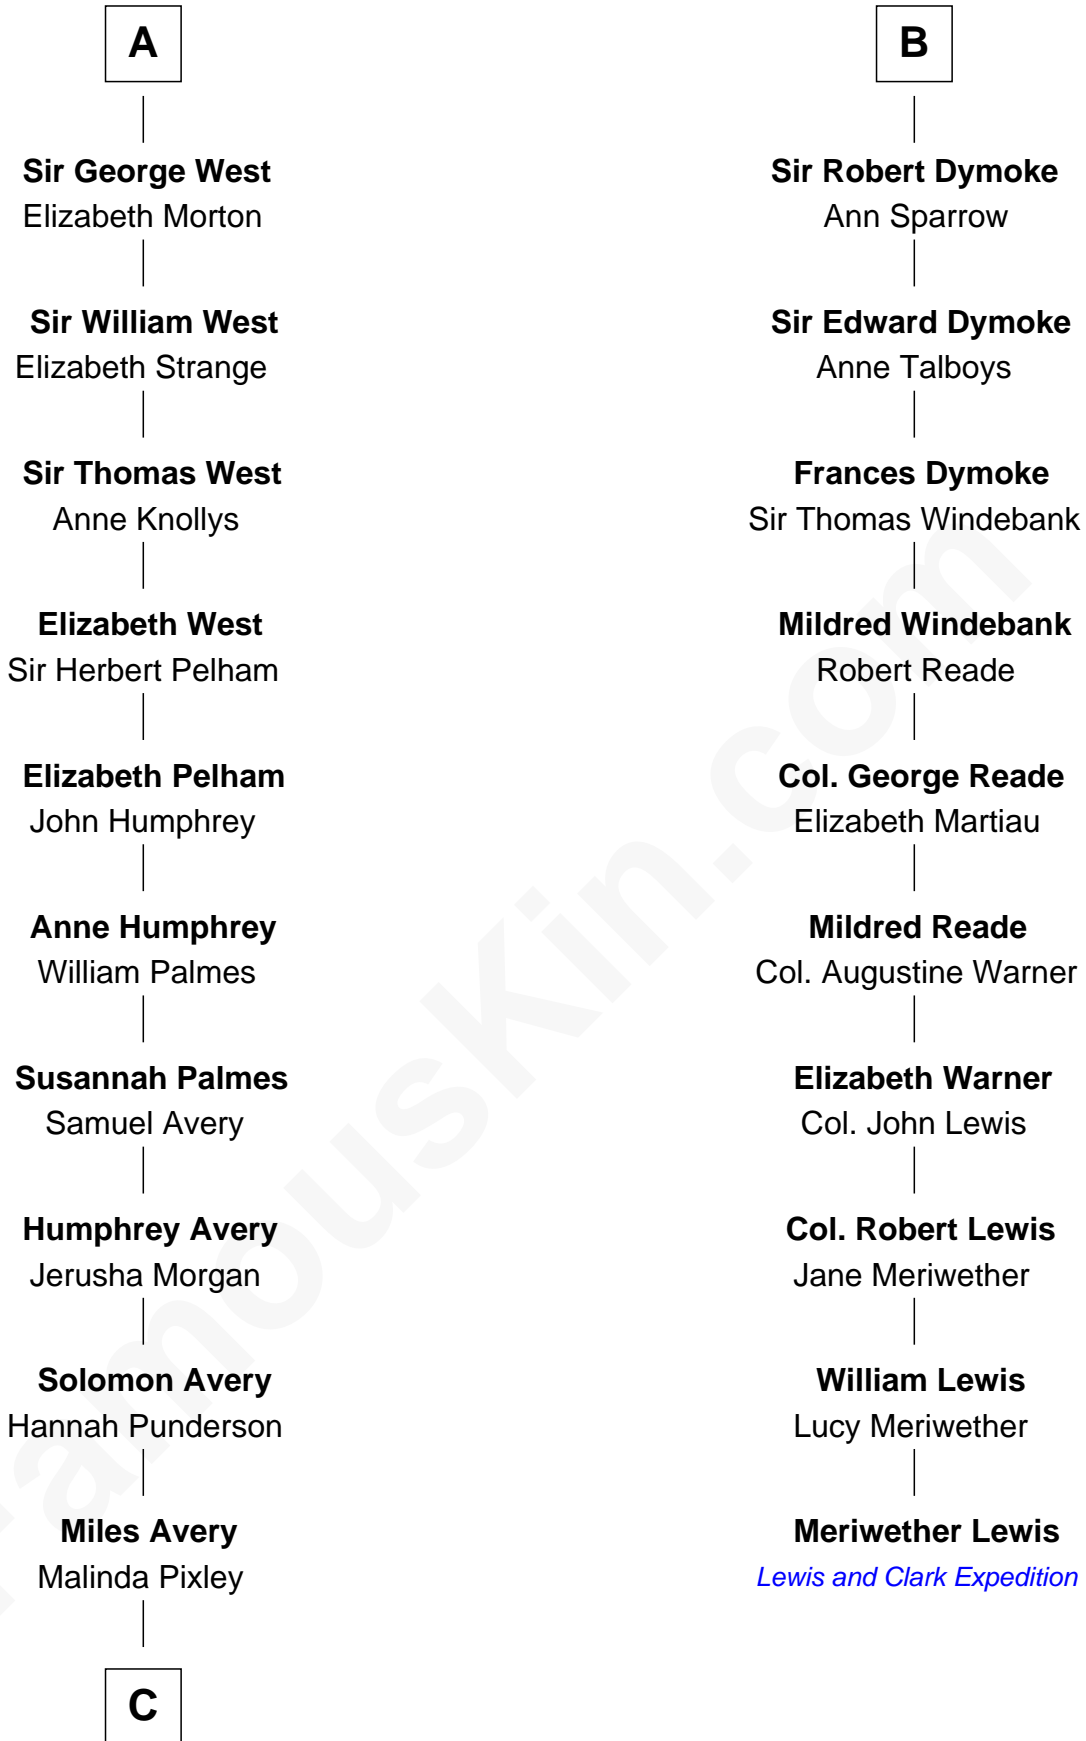 A
Sir George West
Elizabeth Morton
Sir William West
Elizabeth Strange
Sir Thomas West
Anne Knollys
Elizabeth West
Sir Herbert Pelham
Elizabeth Pelham
John Humphrey
Anne Humphrey
William Palmes
Susannah Palmes
Samuel Avery
Humphrey Avery
Jerusha Morgan
Solomon Avery
Hannah Punderson
Miles Avery
Malinda Pixley
C
B
Sir Robert Dymoke
Ann Sparrow
Sir Edward Dymoke
Anne Talboys
Frances Dymoke
Sir Thomas Windebank
Mildred Windebank
Robert Reade
Col. George Reade
Elizabeth Martiau
Mildred Reade
Col. Augustine Warner
Elizabeth Warner
Col. John Lewis
Col. Robert Lewis
Jane Meriwether
William Lewis
Lucy Meriwether
Meriwether Lewis
Lewis and Clark Expedition
FamousKin.com